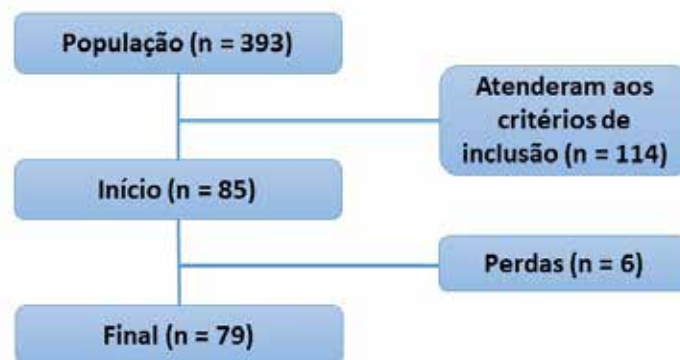 População (n = 393)
Atenderam aos
critérios de
inclusão (n = 114)
Início (n = 85)
Perdas (n = 6)
Final (n = 79)